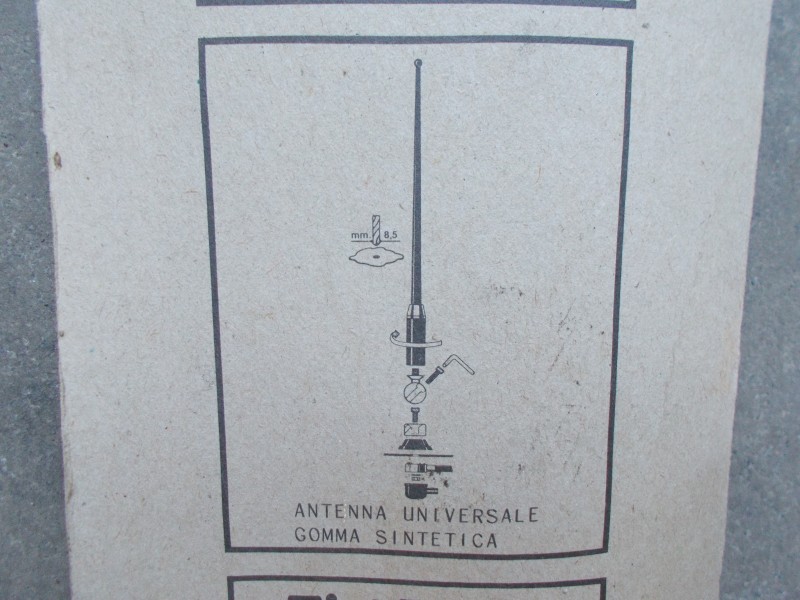 mm. 8,5
ANTENNA UNIVERSALE
GOMMA SINTETICA